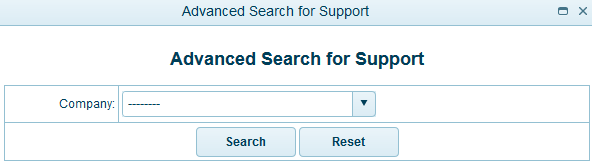 Advanced Search for Support
Advanced Search for Support
Company: --------
Search Reset